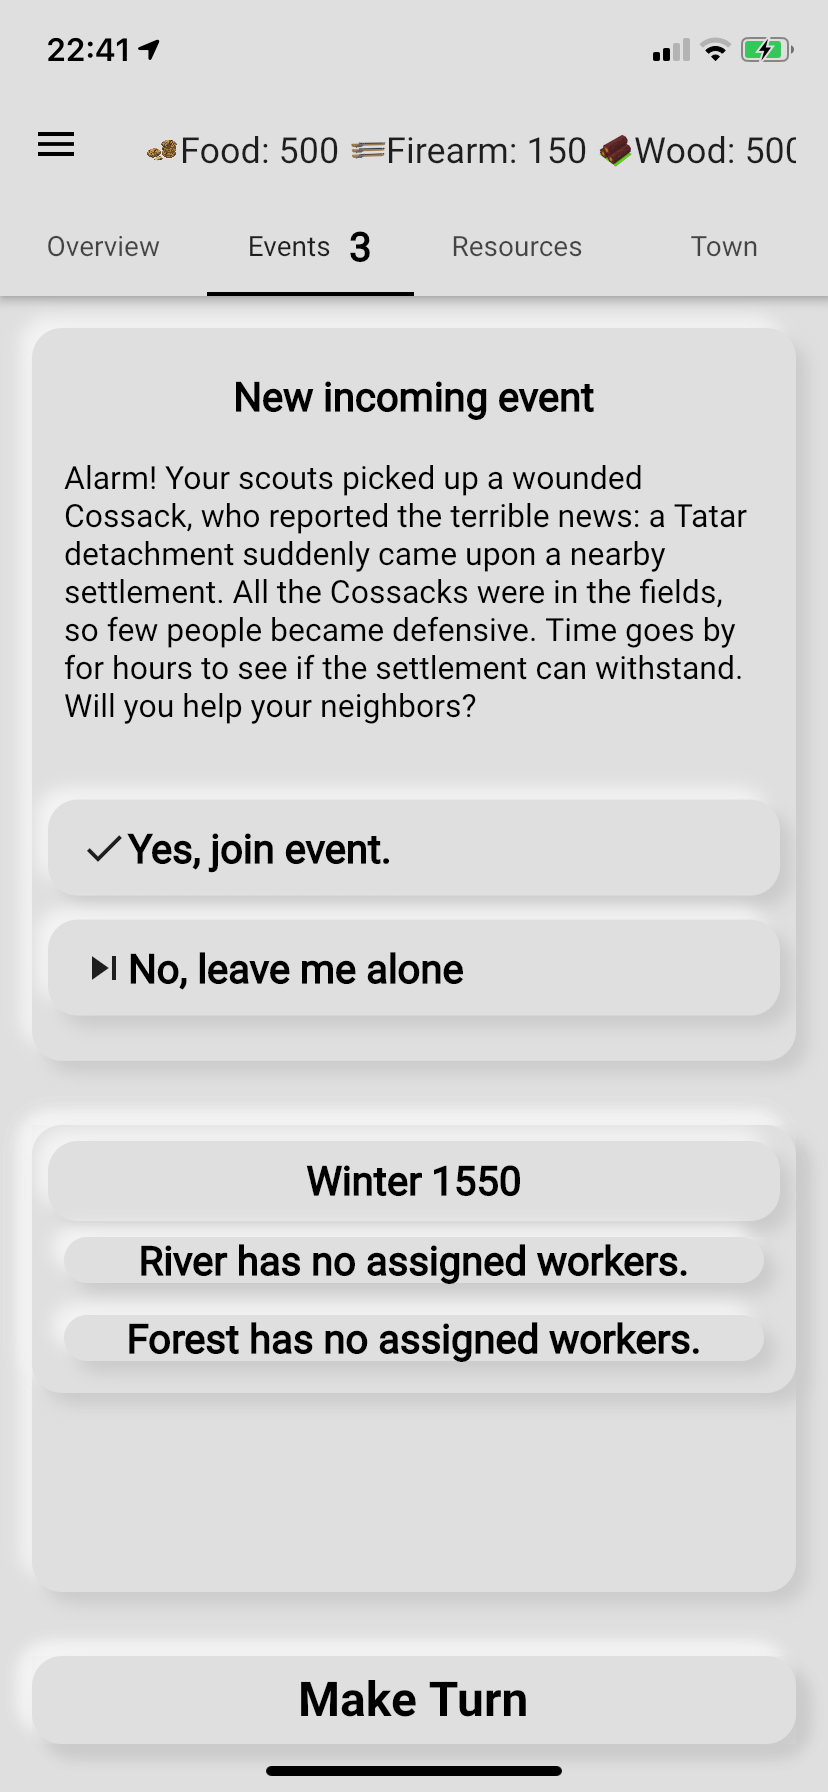 22:41
Food: 500 Firearm: 150 Wood: 500
Overview Events 3 Resources Town
New incoming event
Alarm! Your scouts picked up a wounded
Cossack, who reported the terrible news: a Tatar
detachment suddenly came upon a nearby
settlement. All the Cossacks were in the fields,
so few people became defensive. Time goes by
for hours to see if the settlement can withstand.
Will you help your neighbors?
Yes, join event.
No, leave me alone
Winter 1550
River has no assigned workers.
Forest has no assigned workers.
Make Turn